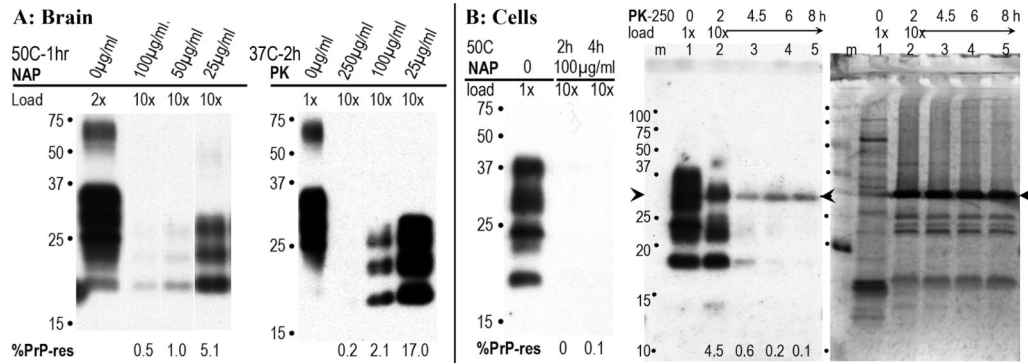 A: Brain
50C-1hr
NAP
0µg/ml
100µg/ml.
50µg/ml
25µg/ml
Load 2x 10x 10x 10x
75
50
37
25
15
%PrP-res 0.5 1.0 5.1
37C-2h
PK
0µg/ml
250µg/ml
100µg/ml
25µg/ml
1x 10x 10x 10x
75
50
37
25
15
0.2 2.1 17.0
B: Cells
50C 2h 4h
NAP 0 100µg/ml
load 1x 10x 10x
75
50
37
25
15
%PrP-res 0 0.1
PK-250 0 2 4.5 6 8 h
load 1x 10x
m 1 2 3 4 5
100
75
50
37
25
20
15
10
4.5 0.6 0.2 0.1
0 2 4.5 6 8 h
1x 10x
m 1 2 3 4 5